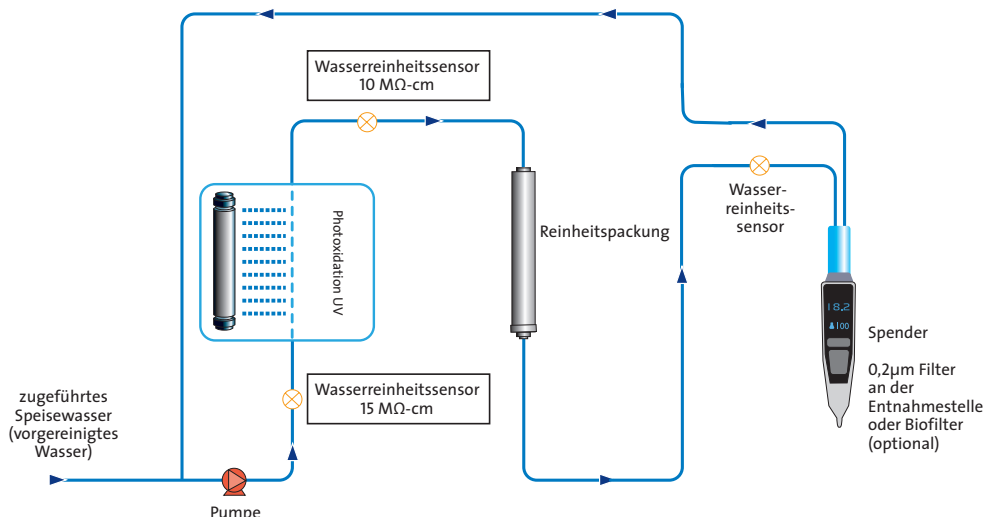 Wasserreinheitssensor
10 MΩ-cm
Photoxidation UV
Reinheitspackung
Wasser-
reinheits-
sensor
18.2
100
Spender
0,2µm Filter
an der
Entnahmestelle
oder Biofilter
(optional)
Wasserreinheitssensor
15 MΩ-cm
zugeführtes
Speisewasser
(vorgereinigtes
Wasser)
Pumpe